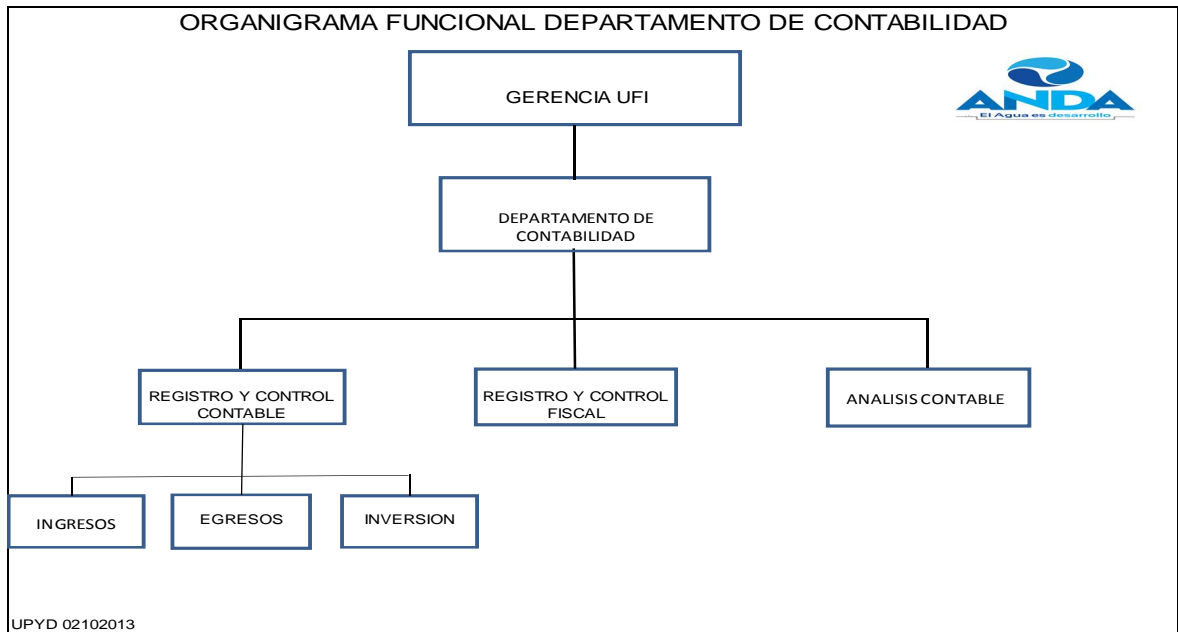 ORGANIGRAMA FUNCIONAL DEPARTAMENTO DE CONTABILIDAD
GERENCIA UFI
ANDA
El Agua es desarrollo
DEPARTAMENTO DE
CONTABILIDAD
REGISTRO Y CONTROL
CONTABLE
REGISTRO Y CONTROL
FISCAL
ANALISIS CONTABLE
INGRESOS
EGRESOS
INVERSION
UPYD 02102013